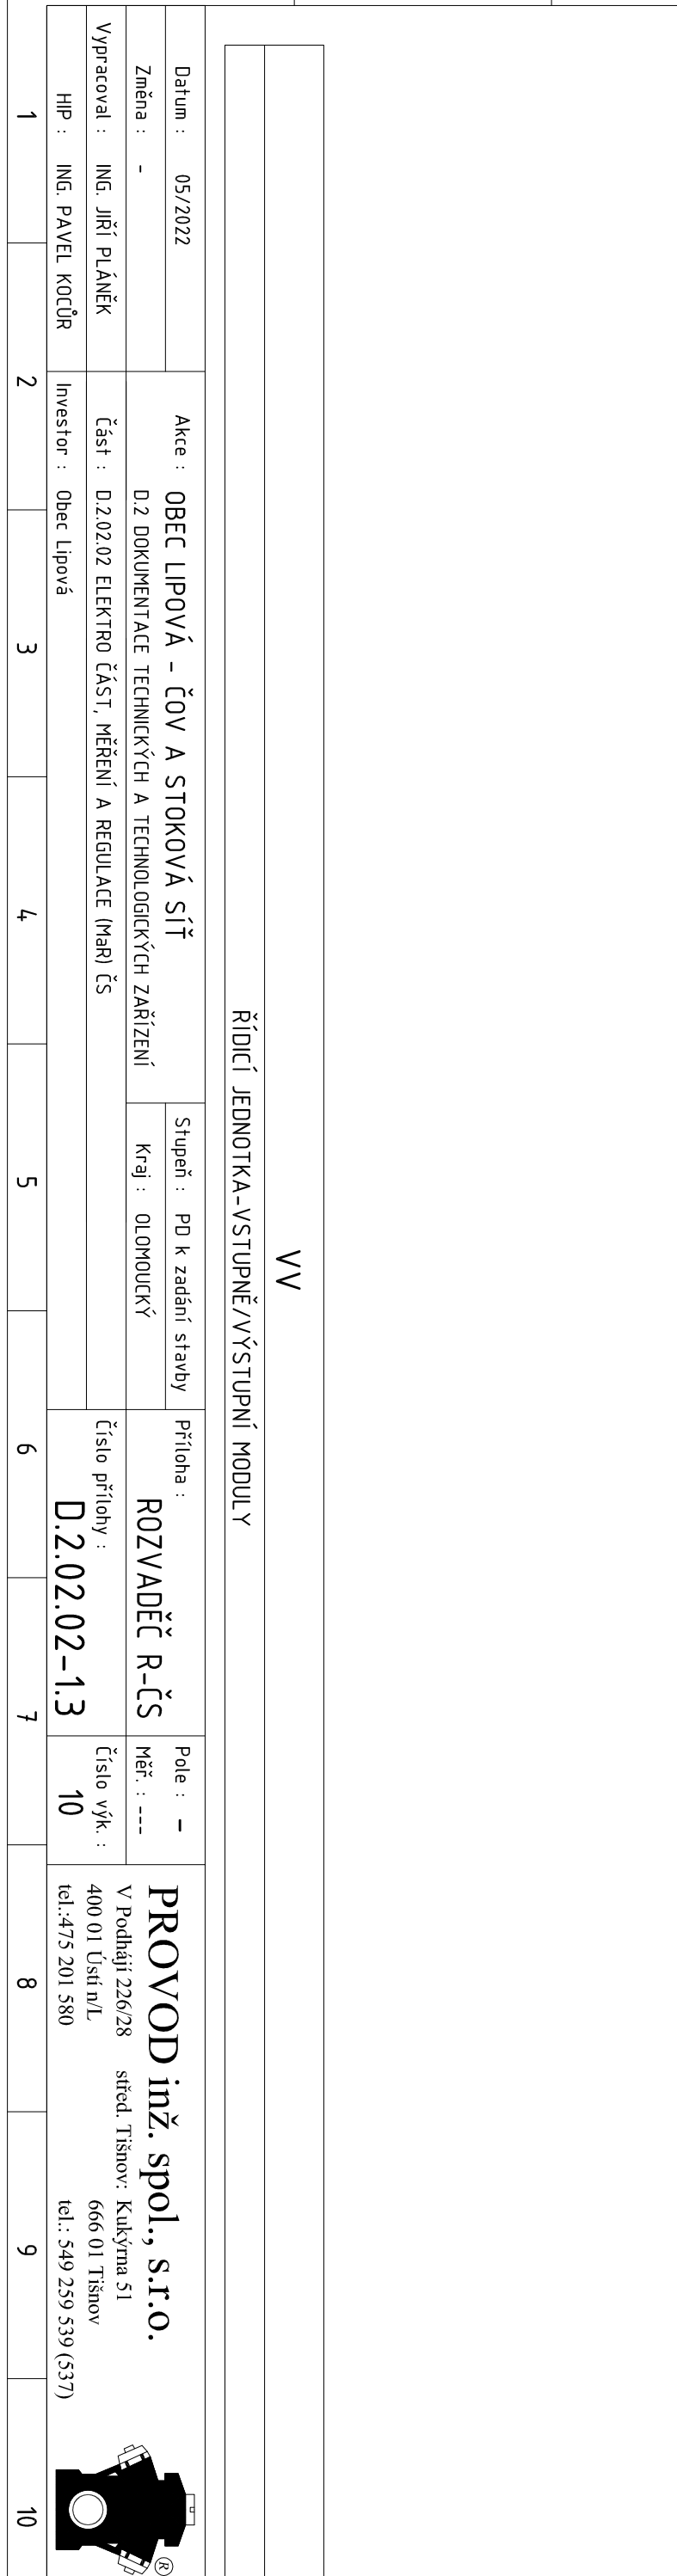 VV
ŘÍDICÍ JEDNOTKA-VSTUPNĚ/VÝSTUPNÍ MODULY
Datum : 05/2022
Změna : -
Vypracoval : ING. JIŘÍ PLÁNĚK
HIP : ING. PAVEL KOCŮR
Akce : OBEC LIPOVÁ - ČOV A STOKOVÁ SÍŤ
D.2 DOKUMENTACE TECHNICKÝCH A TECHNOLOGICKÝCH ZAŘÍZENÍ
Část : D.2.02.02 ELEKTRO ČÁST, MĚŘENÍ A REGULACE (MaR) ČS
Investor : Obec Lipová
Stupeň : PD k zadání stavby
Kraj : OLOMOUCKÝ
Příloha :
ROZVADĚČ R-ČS
Číslo přílohy :
D.2.02.02-1.3
Pole : -
Měř. : ---
Číslo výk. :
10
PROVOD inž. spol., s.r.o.
V Podhájí 226/28 střed. Tišnov: Kukýrna 51
400 01 Ústí n/L 666 01 Tišnov
tel.:475 201 580 tel.: 549 259 539 (537)
®
1 2 3 4 5 6 7 8 9 10